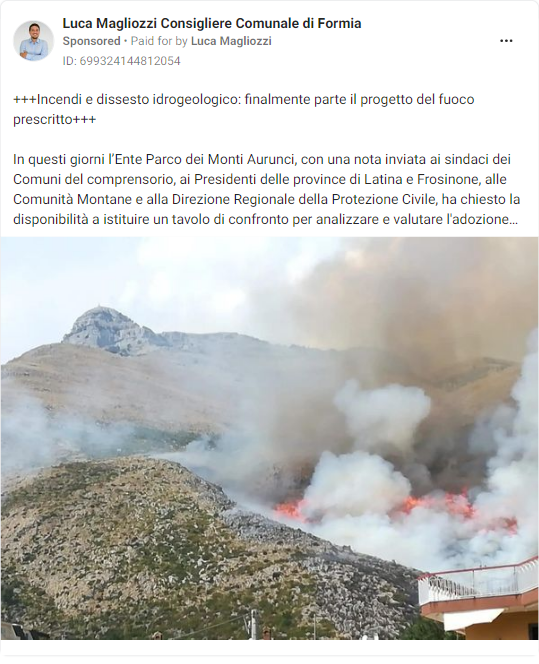 Luca Magliozzi Consigliere Comunale di Formia
Sponsored • Paid for by Luca Magliozzi
ID: 699324144812054
+++Incendi e dissesto idrogeologico: finalmente parte il progetto del fuoco
prescritto+++
In questi giorni l'Ente Parco dei Monti Aurunci, con una nota inviata ai sindaci dei
Comuni del comprensorio, ai Presidenti delle province di Latina e Frosinone, alle
Comunità Montane e alla Direzione Regionale della Protezione Civile, ha chiesto la
disponibilità a istituire un tavolo di confronto per analizzare e valutare l'adozione...